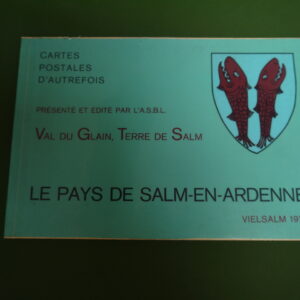 CARTES
POSTALES
D'AUTREFOIS
PRÉSENTÉ ET EDITÉ PAR L'A.S.B.L.
VAL DU GLAIN, TERRE DE SALM
LE PAYS DE SALM-EN-ARDENNE
VIELSALM